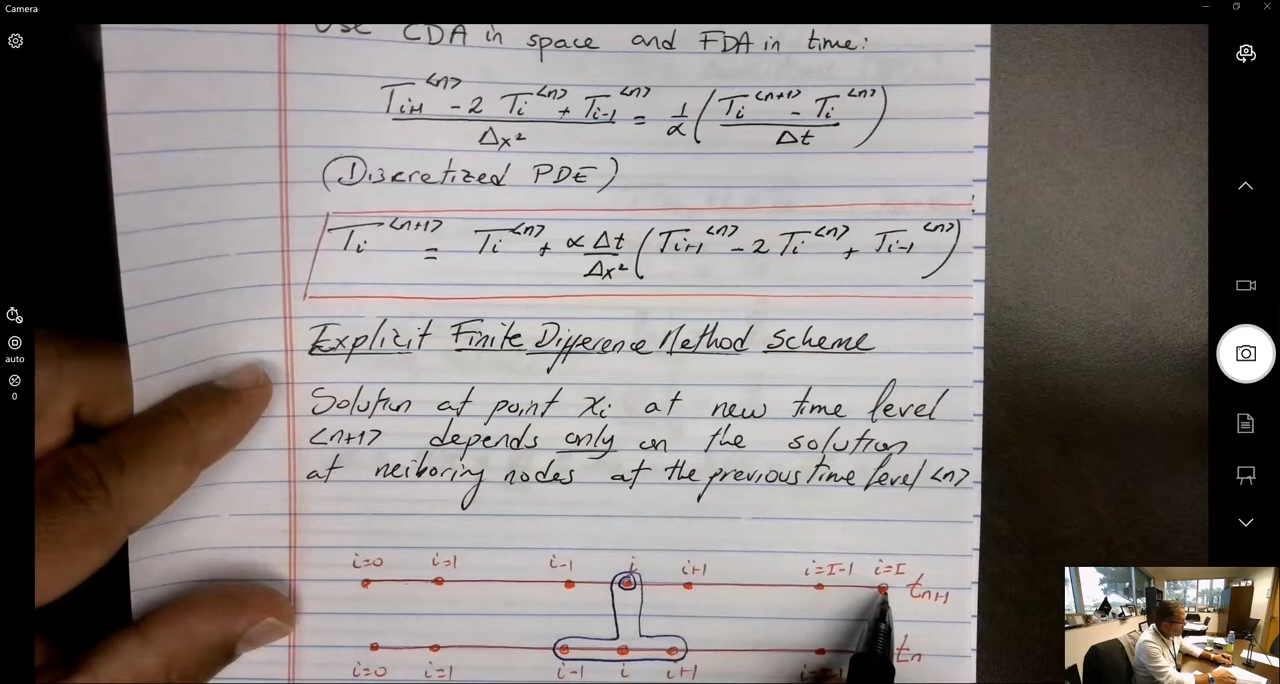 Camera
Use CDA in space and FDA in time:
(T_{i+1}^{<n>} - 2 T_i^{<n>} + T_{i-1}^{<n>}) / Δx² = 1/α ((T_i^{<n+1>} - T_i^{<n>}) / Δt)
(Discretized PDE)
T_i^{<n+1>} = T_i^{<n>} + αΔt/Δx² (T_{i+1}^{<n>} - 2 T_i^{<n>} + T_{i-1}^{<n>})
Explicit Finite Difference Method Scheme
Solution at point x_i at new time level
<n+1> depends only on the solution
at neiboring nodes at the previous time level <n>
i=0 i=1 i-1 i i+1 i=I-1 i=I
t_{n+1}
auto
0
t_n
i=0 i=1 i-1 i i+1 i=I-1